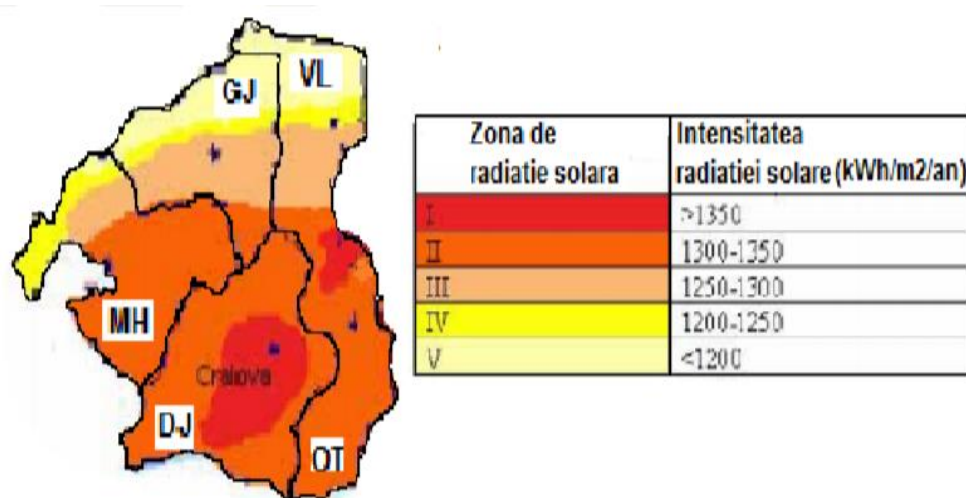 VL
GJ
MH
Craiova
DJ
OT
Zona de
radiatie solara
Intensitatea
radiatiei solare (kWh/m2/an)
I >1350
II 1300-1350
III 1250-1300
IV 1200-1250
V <1200